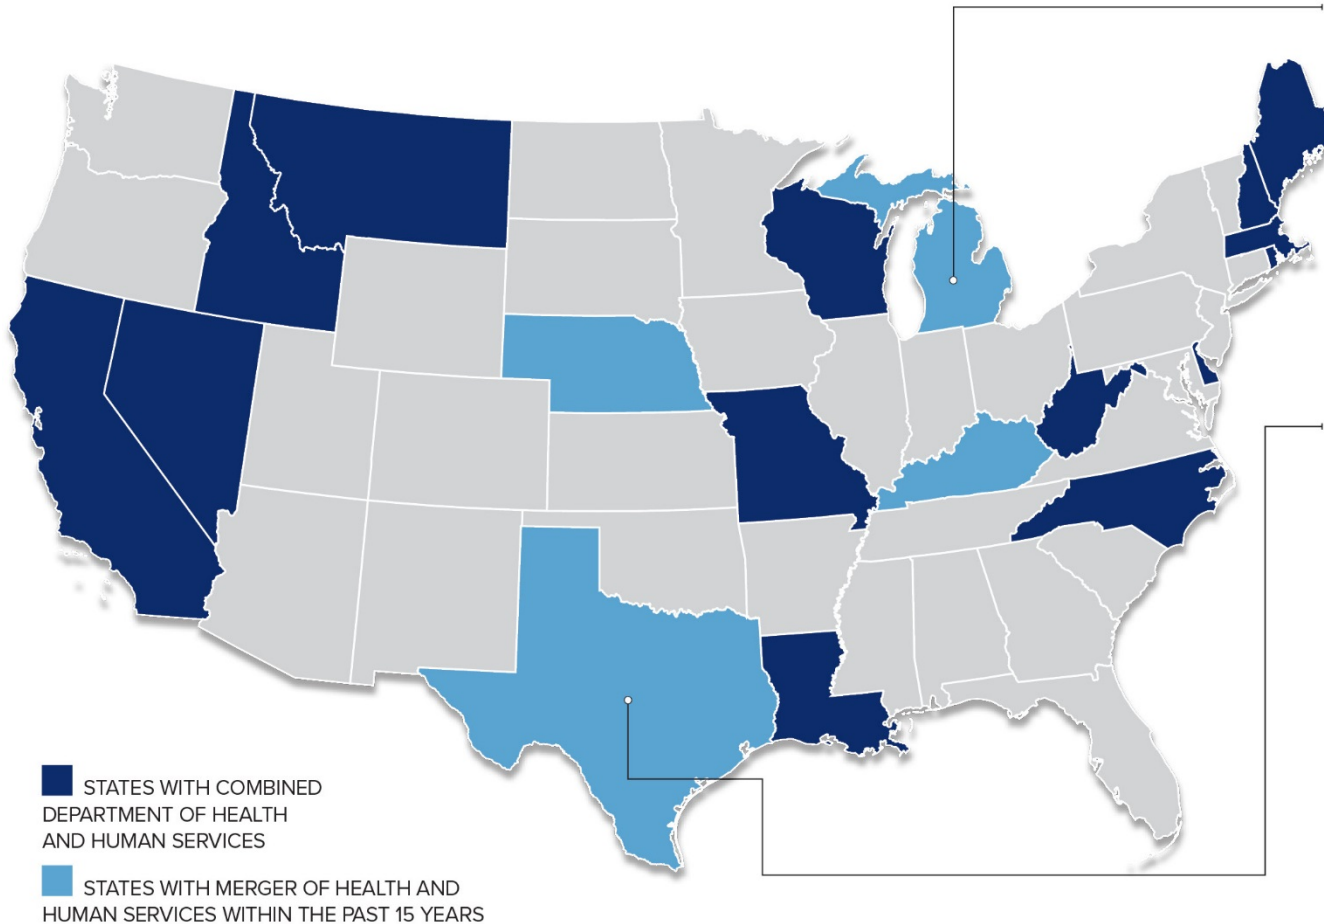 STATES WITH COMBINED
DEPARTMENT OF HEALTH
AND HUMAN SERVICES
STATES WITH MERGER OF HEALTH AND
HUMAN SERVICES WITHIN THE PAST 15 YEARS